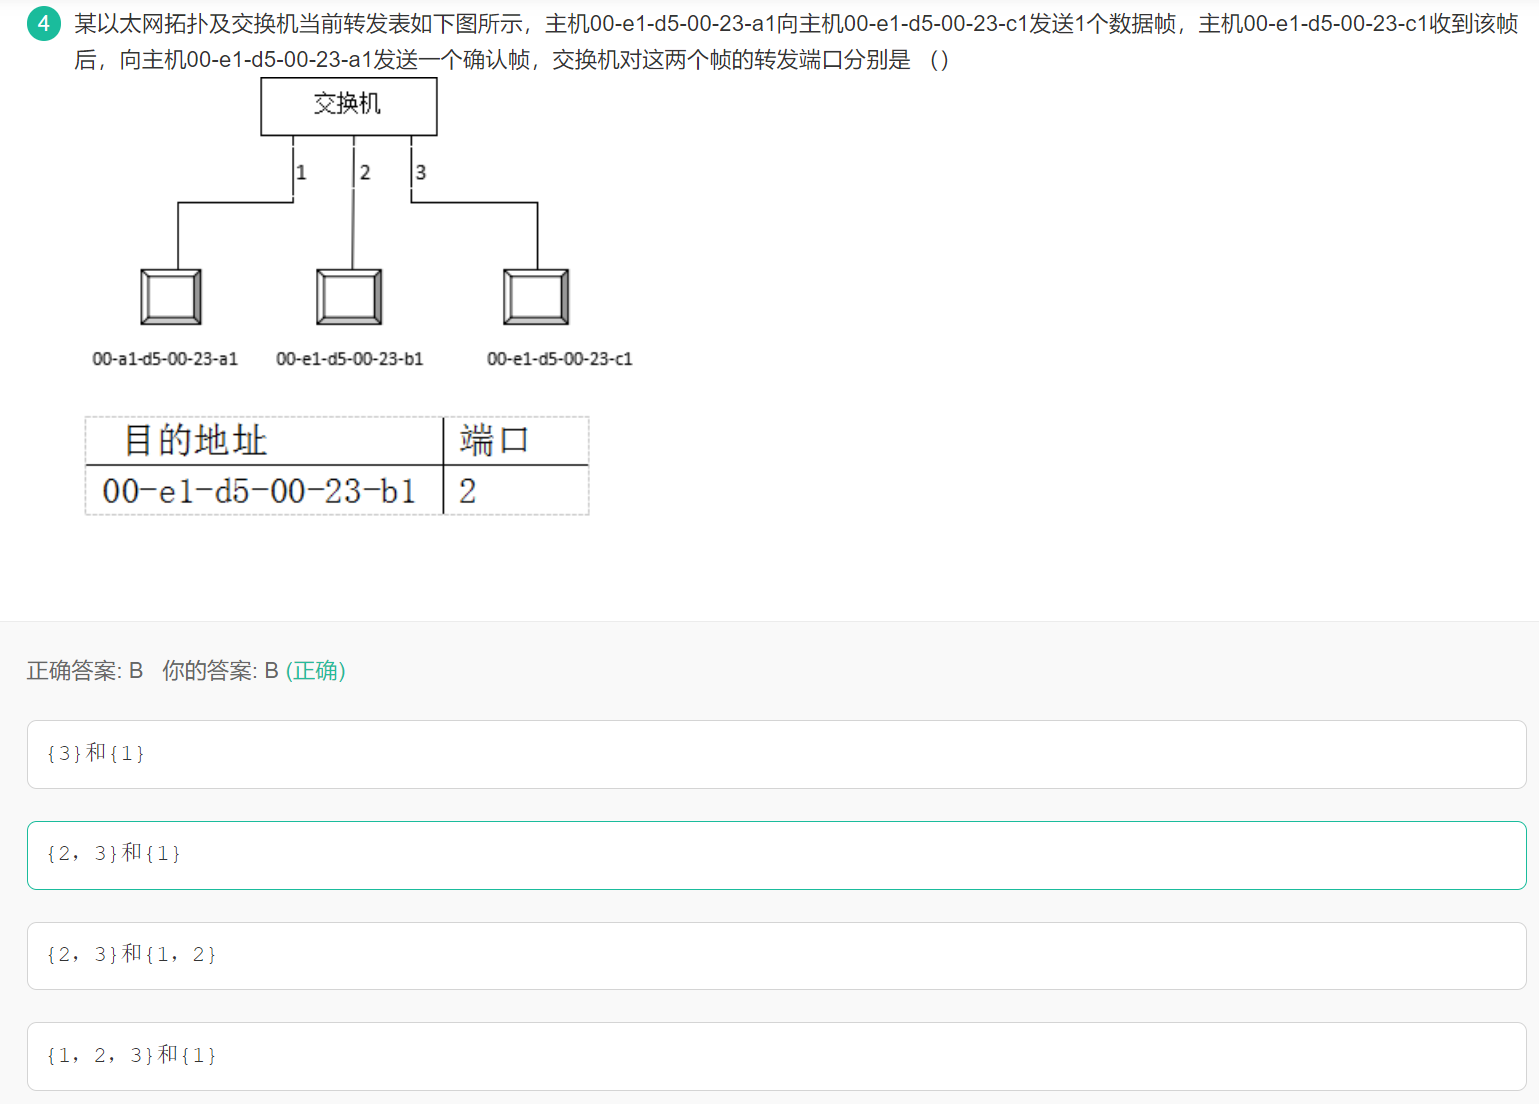 4 某以太网拓扑及交换机当前转发表如下图所示，主机00-e1-d5-00-23-a1向主机00-e1-d5-00-23-c1发送1个数据帧，主机00-e1-d5-00-23-c1收到该帧
后，向主机00-e1-d5-00-23-a1发送一个确认帧，交换机对这两个帧的转发端口分别是 （）
交换机
1 2 3
00-a1-d5-00-23-a1 00-e1-d5-00-23-b1 00-e1-d5-00-23-c1
目的地址 端口
00-e1-d5-00-23-b1 2
正确答案: B 你的答案: B (正确)
{3}和{1}
{2, 3}和{1}
{2, 3}和{1, 2}
{1, 2, 3}和{1}